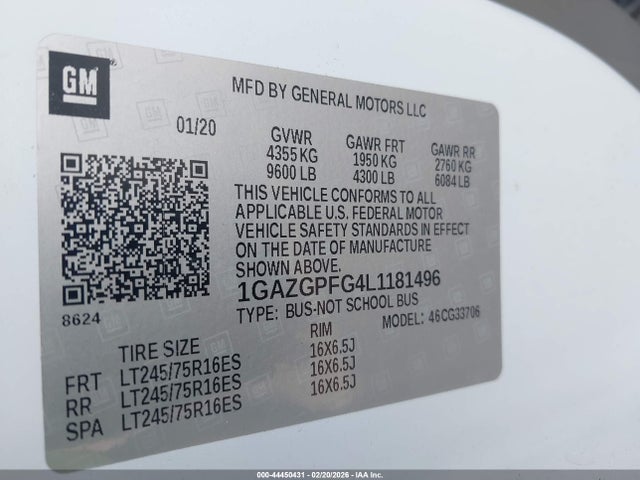 GM
MFD BY GENERAL MOTORS LLC
01/20
GVWR GAWR FRT GAWR RR
4355 KG 1950 KG 2760 KG
9600 LB 4300 LB 6084 LB
THIS VEHICLE CONFORMS TO ALL
APPLICABLE U.S. FEDERAL MOTOR
VEHICLE SAFETY STANDARDS IN EFFECT
ON THE DATE OF MANUFACTURE
SHOWN ABOVE.
1GAZGPFG4L1181496
TYPE: BUS-NOT SCHOOL BUS
MODEL: 46CG33706
8624
TIRE SIZE RIM
FRT LT245/75R16ES 16X6.5J
RR LT245/75R16ES 16X6.5J
SPA LT245/75R16ES 16X6.5J
000-44450431 - 02/20/2026 - IAA Inc.